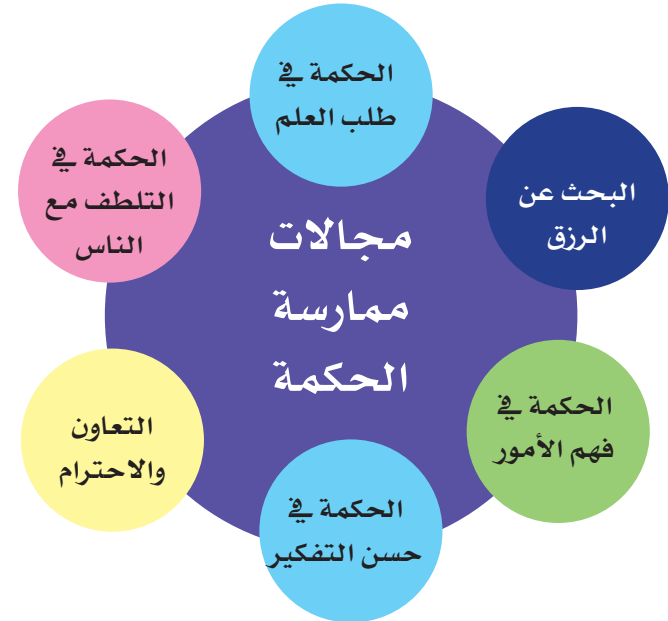 مجالات
ممارسة
الحكمة
الحكمة في
طلب العلم
البحث عن
الرزق
الحكمة في
فهم الأمور
الحكمة في
حسن التفكير
التعاون
والاحترام
الحكمة في
التلطف مع
الناس